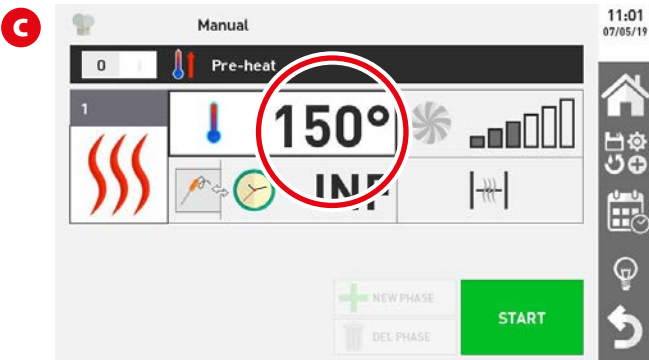 C
Manual
11:01
07/05/19
0 I Pre-heat
1
150°
INF
NEW PHASE
DEL PHASE
START